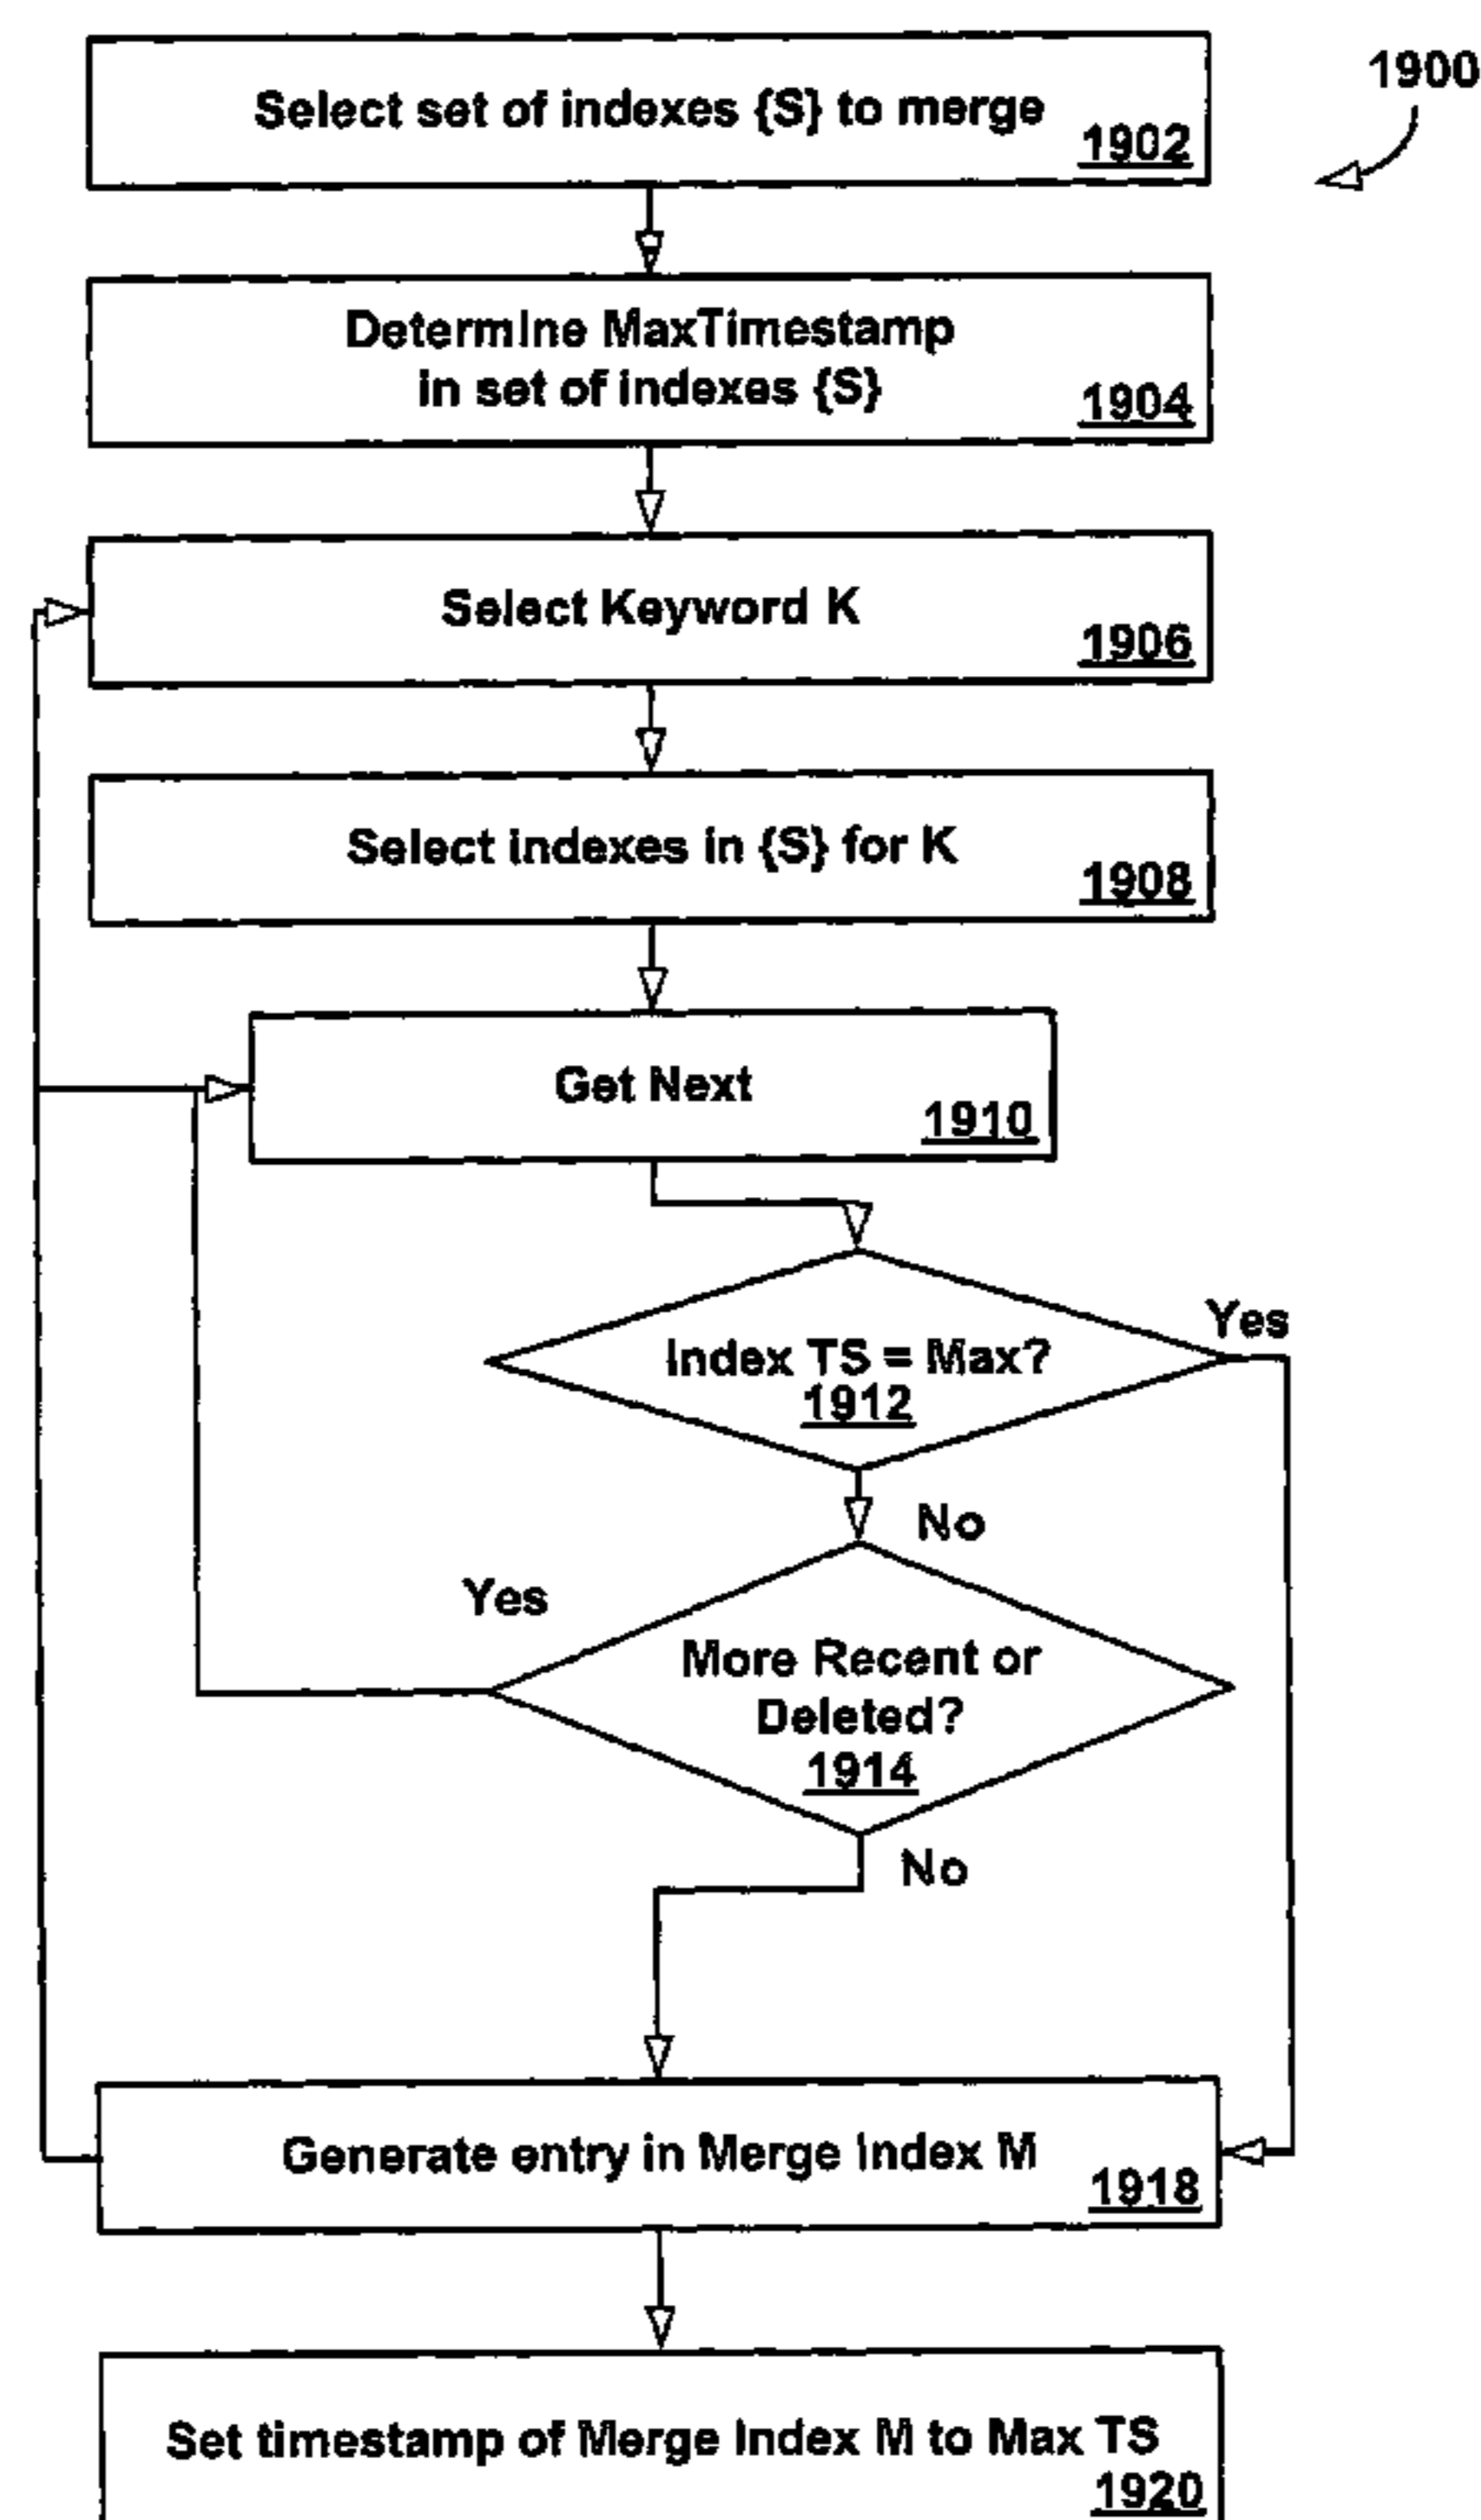 1900
Select set of indexes {S} to merge
1902
Determine MaxTimestamp
in set of indexes {S}
1904
Select Keyword K
1906
Select indexes in {S} for K
1908
Get Next
1910
Yes
Index TS = Max?
1912
No
Yes
More Recent or
Deleted?
1914
No
Generate entry in Merge Index M
1918
Set timestamp of Merge Index M to Max TS
1920